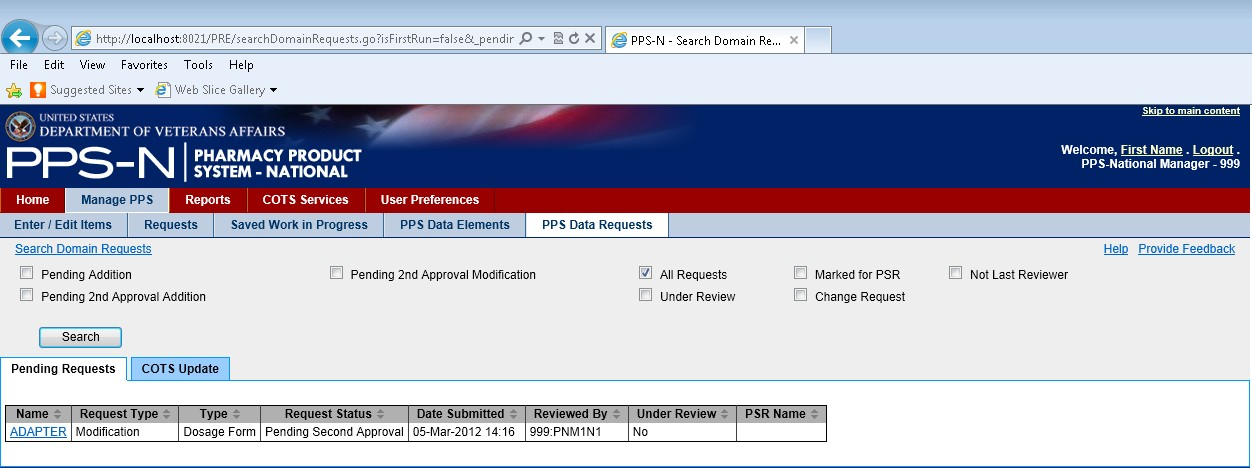 http://localhost:8021/PRE/searchDomainRequests.go?isFirstRun=false&_pendir
PPS-N - Search Domain Re...
File Edit View Favorites Tools Help
Suggested Sites Web Slice Gallery
Skip to main content
UNITED STATES
DEPARTMENT OF VETERANS AFFAIRS
PPS-N PHARMACY PRODUCT
SYSTEM - NATIONAL
Welcome, First Name . Logout .
PPS-National Manager - 999
Home Manage PPS Reports COTS Services User Preferences
Enter / Edit Items Requests Saved Work in Progress PPS Data Elements PPS Data Requests
Search Domain Requests Help Provide Feedback
Pending Addition Pending 2nd Approval Modification All Requests Marked for PSR Not Last Reviewer
Pending 2nd Approval Addition Under Review Change Request
Search
Pending Requests COTS Update
Name Request Type Type Request Status Date Submitted Reviewed By Under Review PSR Name
ADAPTER Modification Dosage Form Pending Second Approval 05-Mar-2012 14:16 999:PNM1N1 No